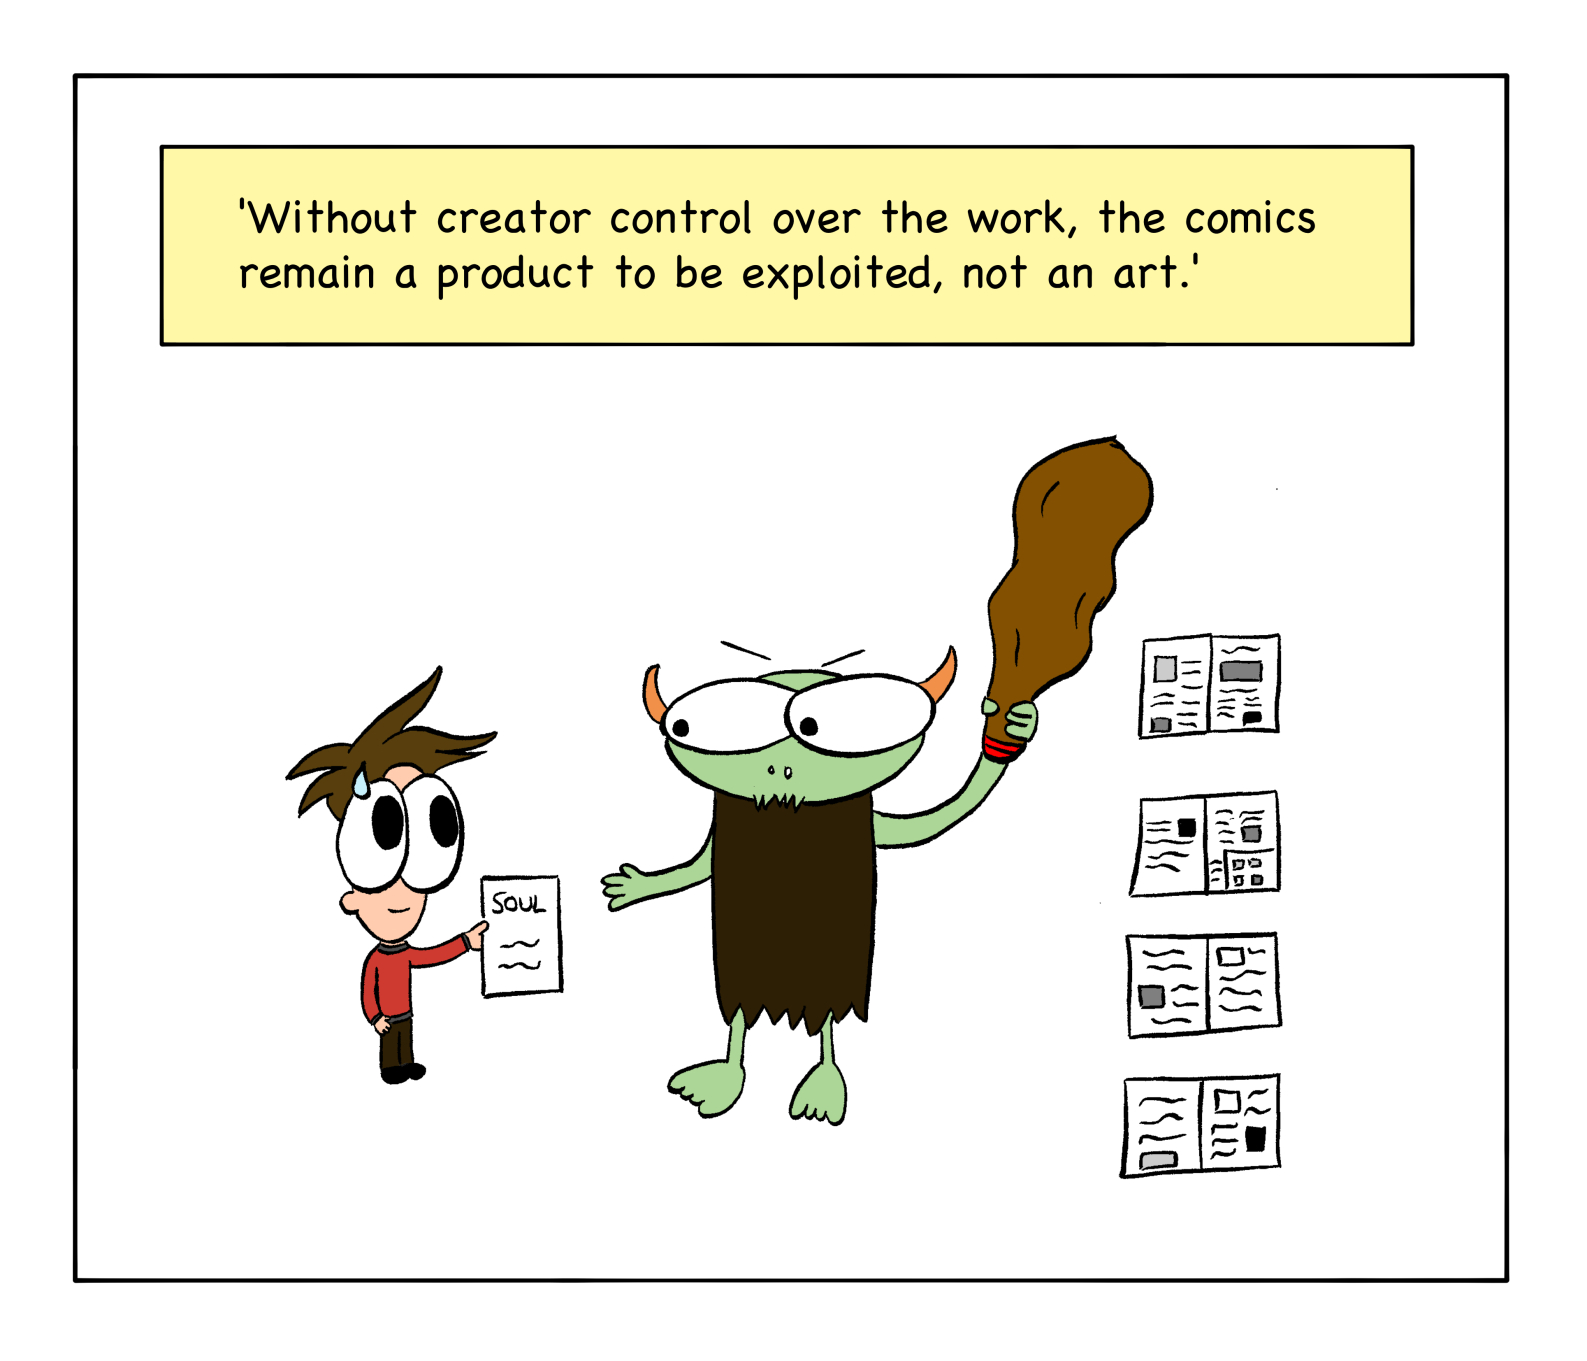 'Without creator control over the work, the comics
remain a product to be exploited, not an art.'
SOUL